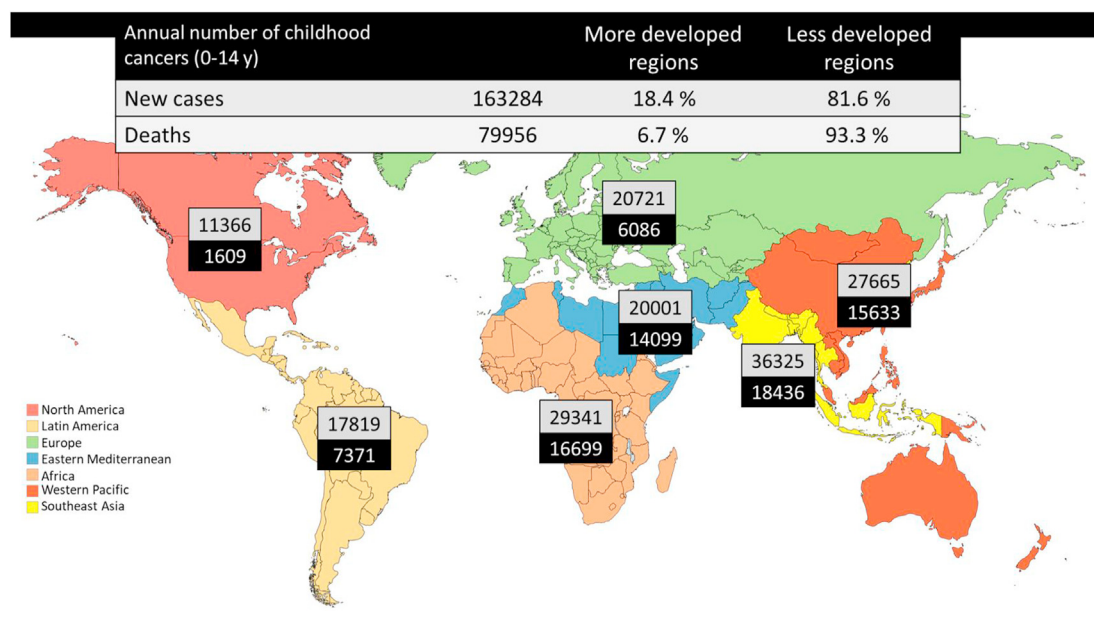 Annual number of childhood cancers (0-14 y) More developed regions Less developed regions
New cases 163284 18.4 % 81.6 %
Deaths 79956 6.7 % 93.3 %
20721
6086
11366
1609
27665
15633
20001
14099
36325
18436
29341
16699
17819
7371
North America
Latin America
Europe
Eastern Mediterranean
Africa
Western Pacific
Southeast Asia